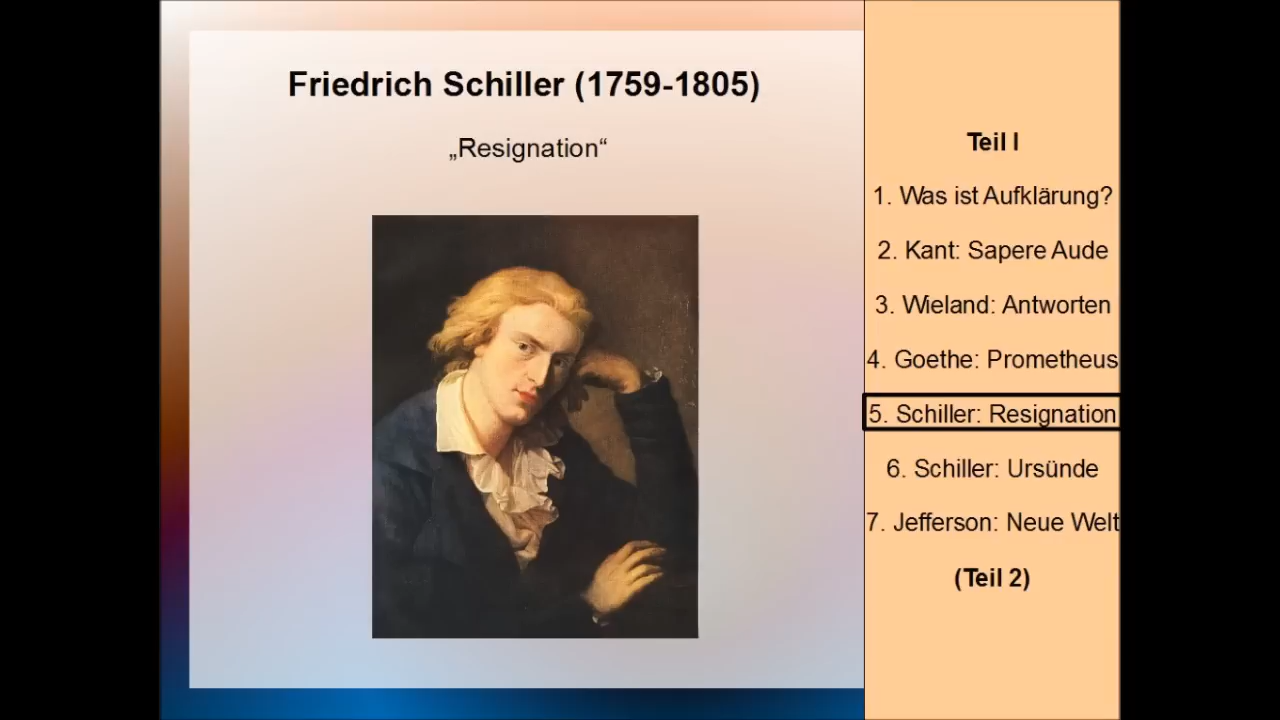 Friedrich Schiller (1759-1805)
„Resignation“
Teil I
1. Was ist Aufklärung?
2. Kant: Sapere Aude
3. Wieland: Antworten
4. Goethe: Prometheus
5. Schiller: Resignation
6. Schiller: Ursünde
7. Jefferson: Neue Welt
(Teil 2)